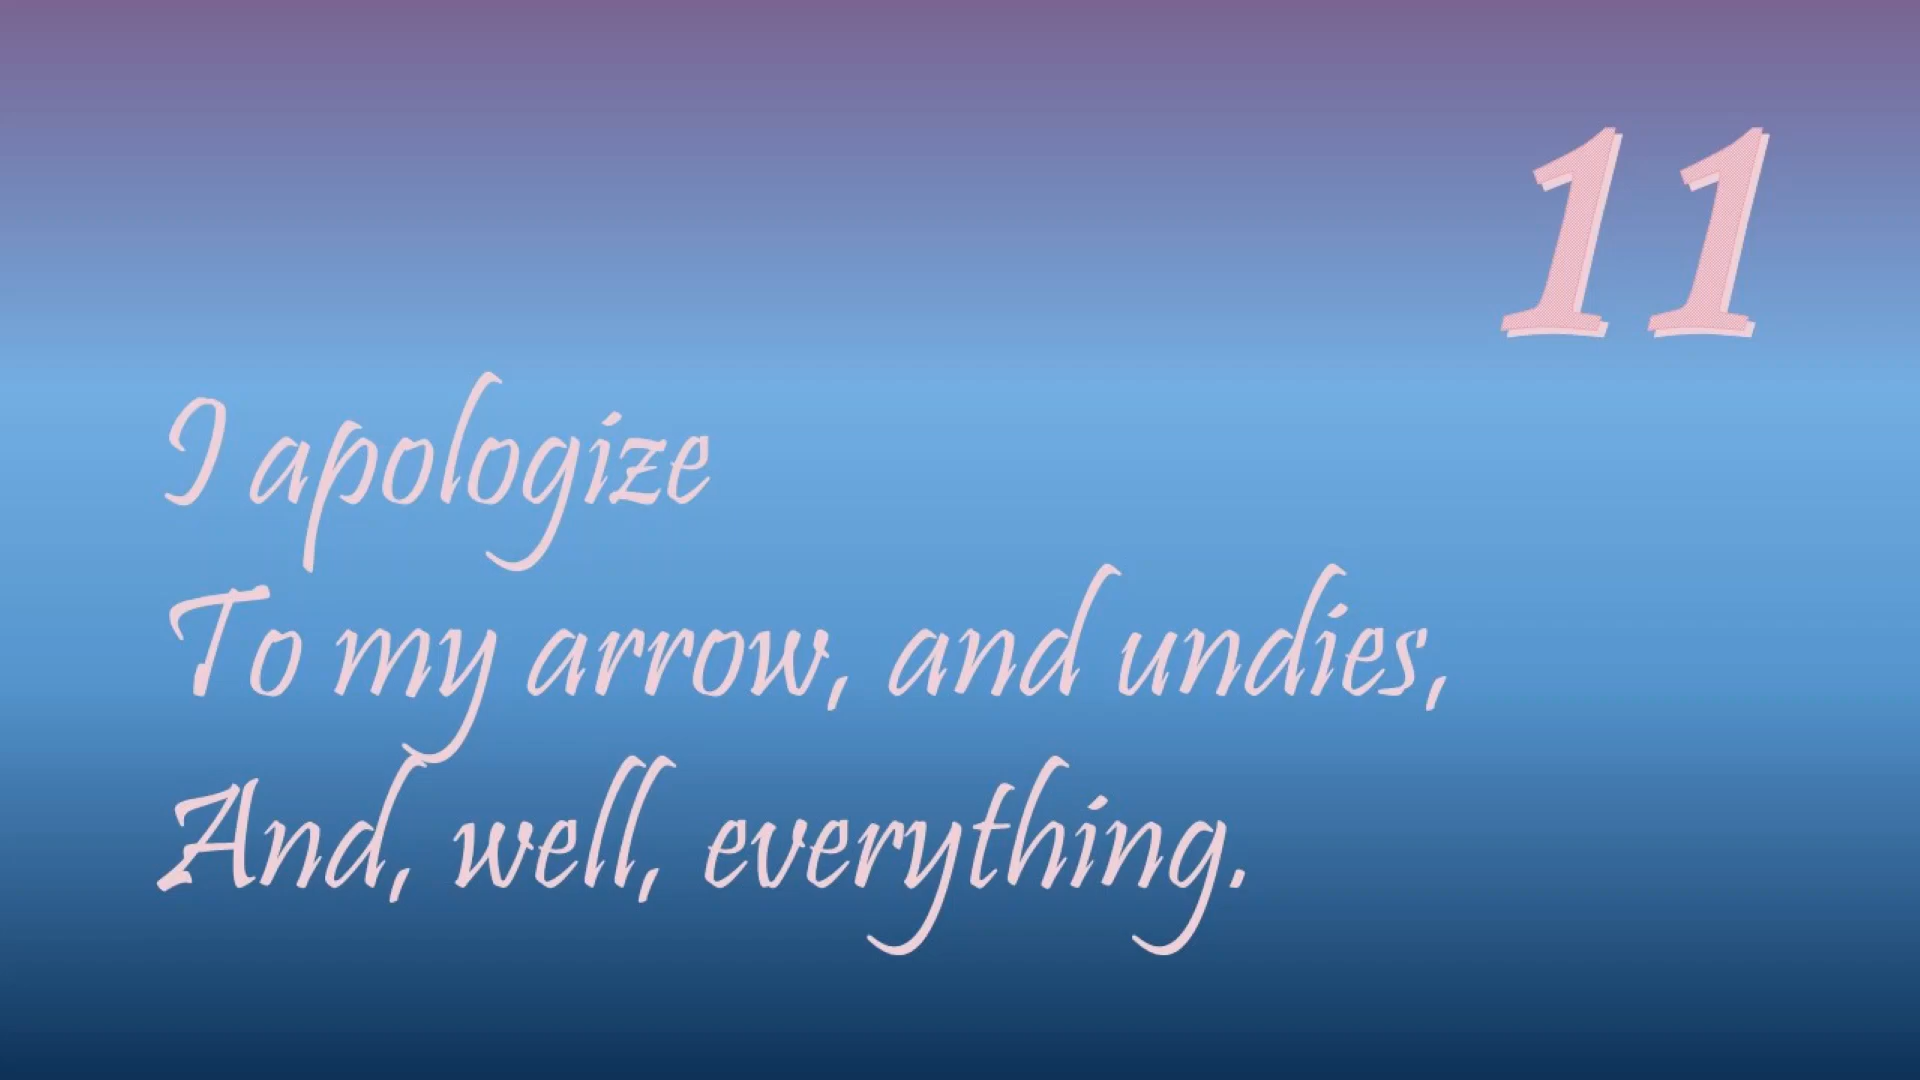 11
I apologize
To my arrow, and undies,
And, well, everything.